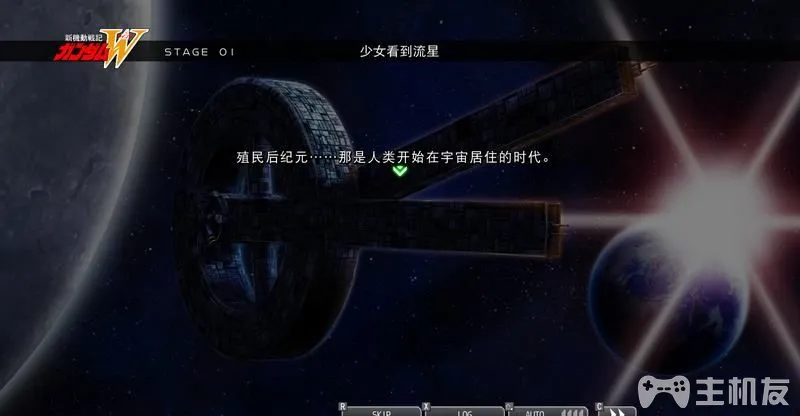 新機動戦記
ガンダムW
STAGE 01
少女看到流星
殖民后纪元……那是人类开始在宇宙居住的时代。
R SKIP
X LOG
AUTO
C
主机友